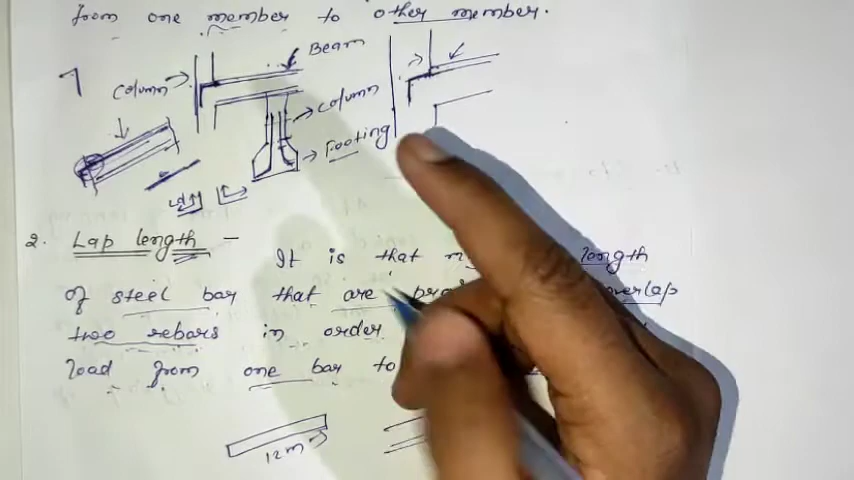 from one member to other member.
Beam
Column
column
Footing
Ld
2. Lap length - It is that length
of steel bar that are overlap
two rebars in order
load from one bar to
12m